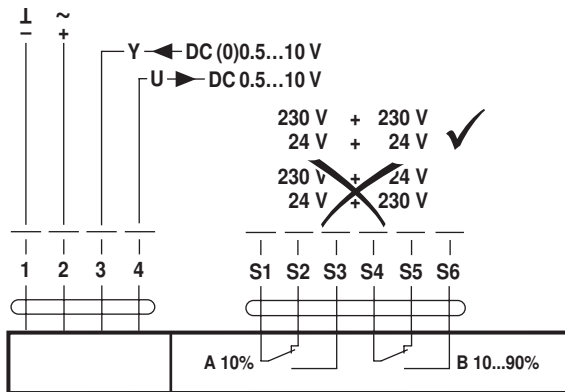 ⊥ ~
− +
Y DC (0)0.5...10 V
U DC 0.5...10 V
230 V + 230 V
24 V + 24 V
230 V + 24 V
24 V + 230 V
1 2 3 4 S1 S2 S3 S4 S5 S6
A 10% B 10...90%